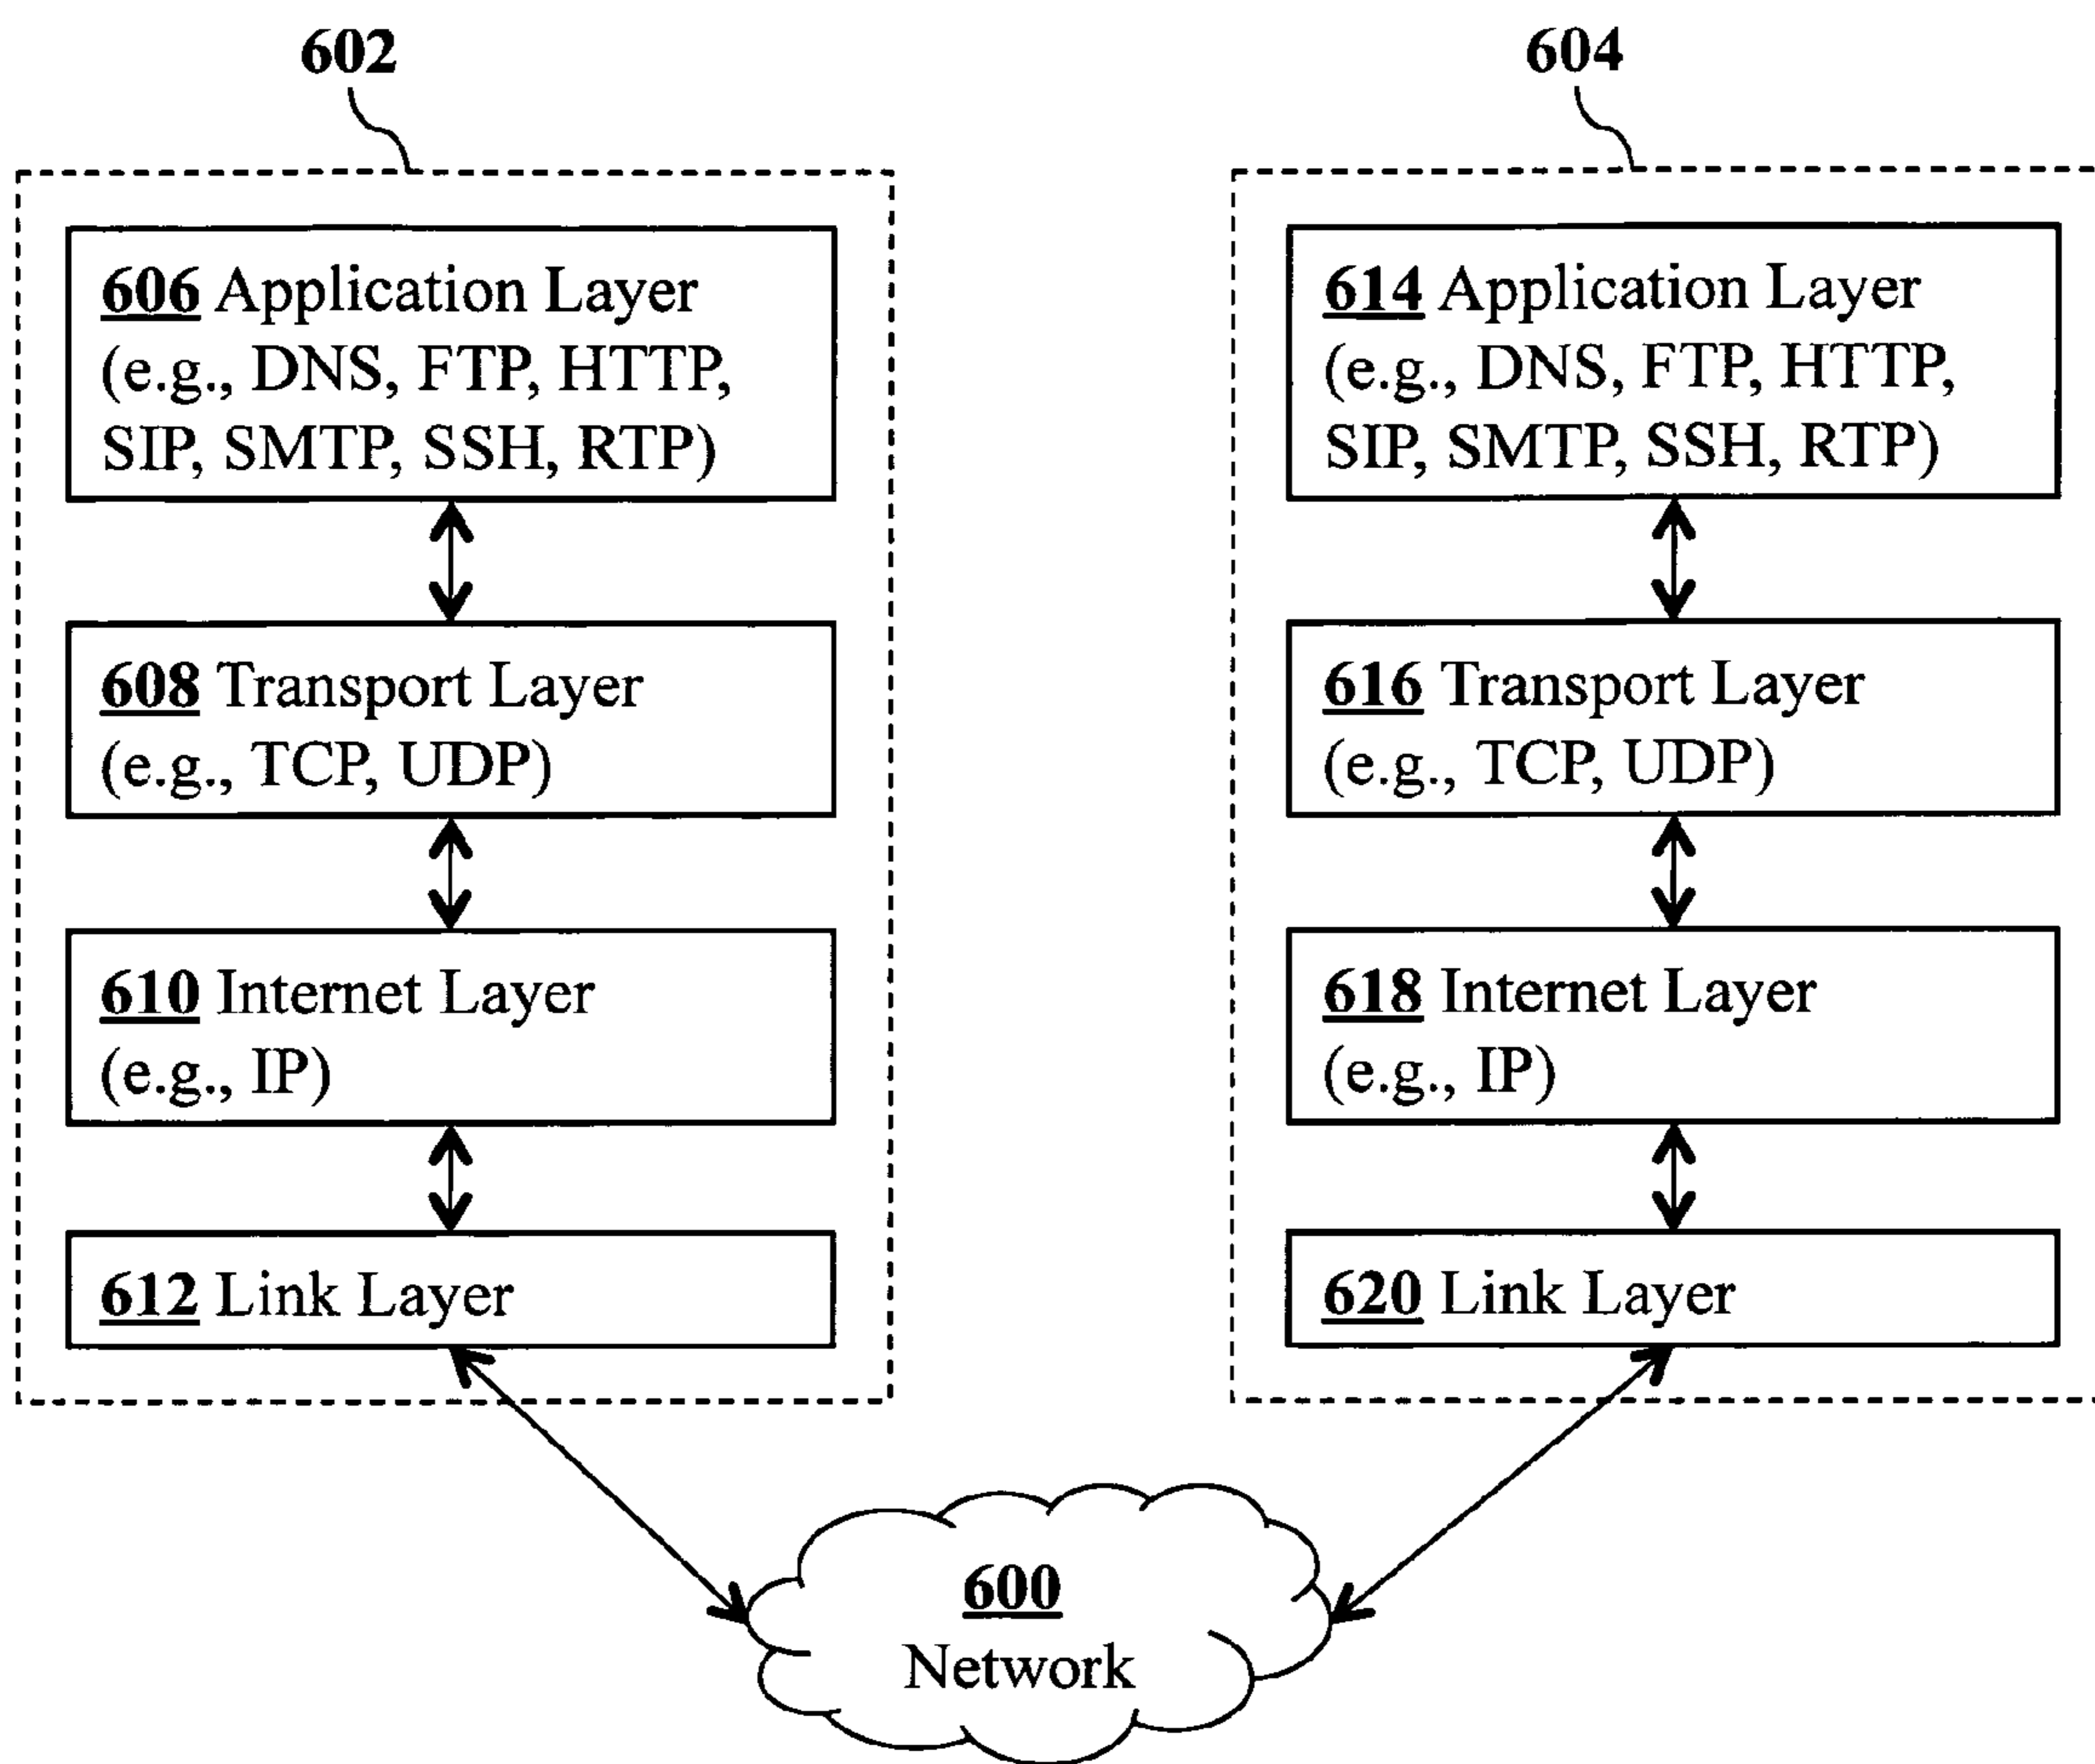 602
606 Application Layer
(e.g., DNS, FTP, HTTP,
SIP, SMTP, SSH, RTP)
608 Transport Layer
(e.g., TCP, UDP)
610 Internet Layer
(e.g., IP)
612 Link Layer
604
614 Application Layer
(e.g., DNS, FTP, HTTP,
SIP, SMTP, SSH, RTP)
616 Transport Layer
(e.g., TCP, UDP)
618 Internet Layer
(e.g., IP)
620 Link Layer
600
Network